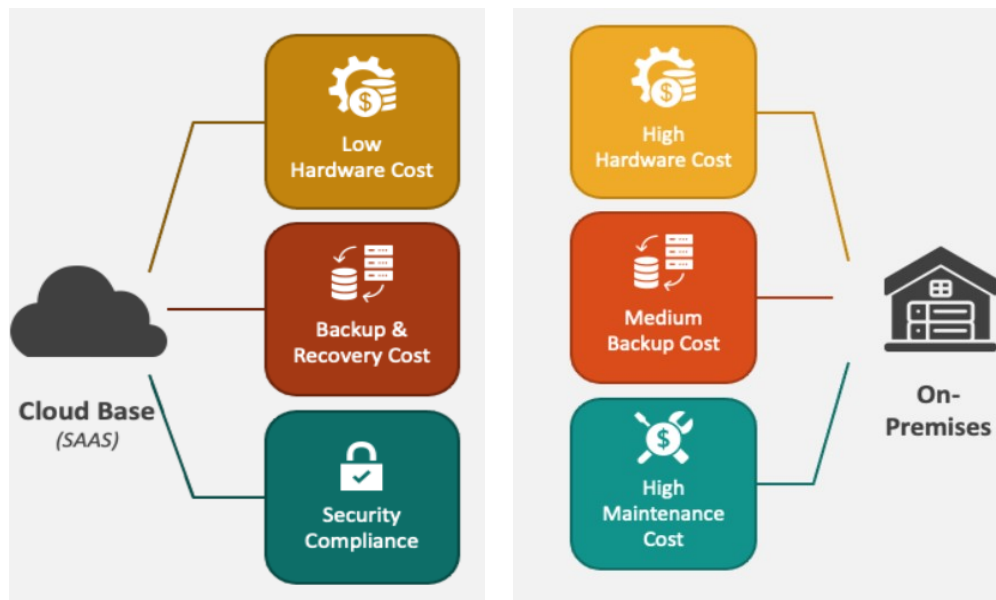 Low
Hardware Cost
Backup &
Recovery Cost
Security
Compliance
Cloud Base
(SAAS)
High
Hardware Cost
Medium
Backup Cost
High
Maintenance
Cost
On-
Premises